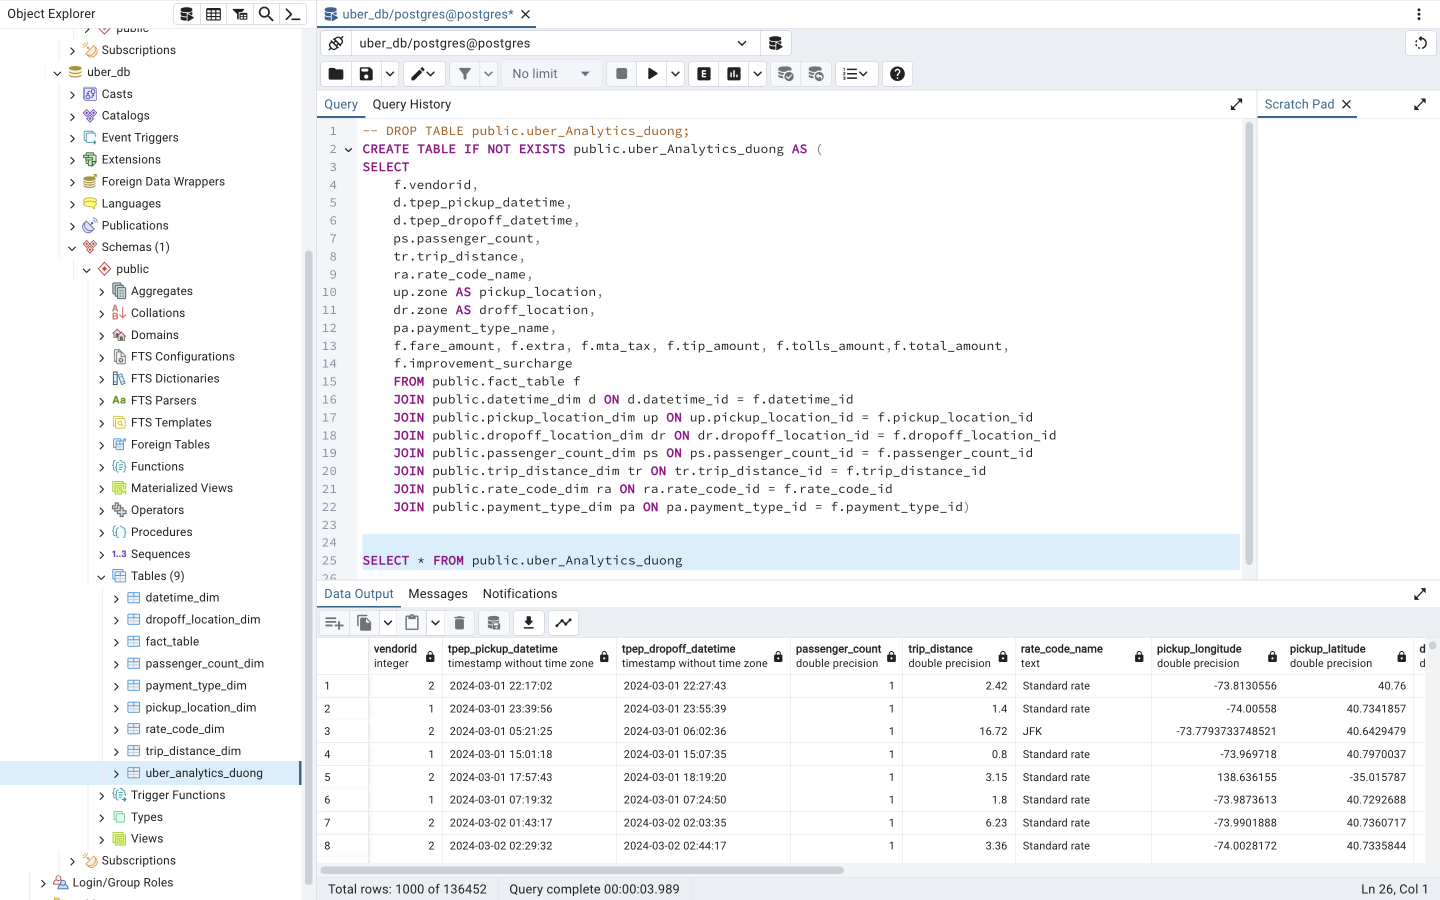 Object Explorer
public
Subscriptions
uber_db
Casts
Catalogs
Event Triggers
Extensions
Foreign Data Wrappers
Languages
Publications
Schemas (1)
public
Aggregates
Collations
Domains
FTS Configurations
FTS Dictionaries
Aa FTS Parsers
FTS Templates
Foreign Tables
Functions
Materialized Views
Operators
Procedures
1..3 Sequences
Tables (9)
datetime_dim
dropoff_location_dim
fact_table
passenger_count_dim
payment_type_dim
pickup_location_dim
rate_code_dim
trip_distance_dim
uber_analytics_duong
Trigger Functions
Types
Views
Subscriptions
Login/Group Roles
uber_db/postgres@postgres*
uber_db/postgres@postgres
No limit
E
Query Query History
Scratch Pad
1 -- DROP TABLE public.uber_Analytics_duong;
2 CREATE TABLE IF NOT EXISTS public.uber_Analytics_duong AS (
3 SELECT
4 f.vendorid,
5 d.tpep_pickup_datetime,
6 d.tpep_dropoff_datetime,
7 ps.passenger_count,
8 tr.trip_distance,
9 ra.rate_code_name,
10 up.zone AS pickup_location,
11 dr.zone AS droff_location,
12 pa.payment_type_name,
13 f.fare_amount, f.extra, f.mta_tax, f.tip_amount, f.tolls_amount,f.total_amount,
14 f.improvement_surcharge
15 FROM public.fact_table f
16 JOIN public.datetime_dim d ON d.datetime_id = f.datetime_id
17 JOIN public.pickup_location_dim up ON up.pickup_location_id = f.pickup_location_id
18 JOIN public.dropoff_location_dim dr ON dr.dropoff_location_id = f.dropoff_location_id
19 JOIN public.passenger_count_dim ps ON ps.passenger_count_id = f.passenger_count_id
20 JOIN public.trip_distance_dim tr ON tr.trip_distance_id = f.trip_distance_id
21 JOIN public.rate_code_dim ra ON ra.rate_code_id = f.rate_code_id
22 JOIN public.payment_type_dim pa ON pa.payment_type_id = f.payment_type_id)
23
24
25 SELECT * FROM public.uber_Analytics_duong
26
Data Output Messages Notifications
vendorid tpep_pickup_datetime tpep_dropoff_datetime passenger_count trip_distance rate_code_name pickup_longitude pickup_latitude d
integer timestamp without time zone timestamp without time zone double precision double precision text double precision double precision d
1 2 2024-03-01 22:17:02 2024-03-01 22:27:43 1 2.42 Standard rate -73.8130556 40.76
2 1 2024-03-01 23:39:56 2024-03-01 23:55:39 1 1.4 Standard rate -74.00558 40.7341857
3 2 2024-03-01 05:21:25 2024-03-01 06:02:36 1 16.72 JFK -73.7793733748521 40.6429479
4 1 2024-03-01 15:01:18 2024-03-01 15:07:35 1 0.8 Standard rate -73.969718 40.7970037
5 2 2024-03-01 17:57:43 2024-03-01 18:19:20 1 3.15 Standard rate 138.636155 -35.015787
6 1 2024-03-01 07:19:32 2024-03-01 07:24:50 1 1.8 Standard rate -73.9873613 40.7292688
7 2 2024-03-02 01:43:17 2024-03-02 02:03:35 1 6.23 Standard rate -73.9901888 40.7360717
8 2 2024-03-02 02:29:32 2024-03-02 02:44:17 1 3.36 Standard rate -74.0028172 40.7335844
Total rows: 1000 of 136452 Query complete 00:00:03.989 Ln 26, Col 1